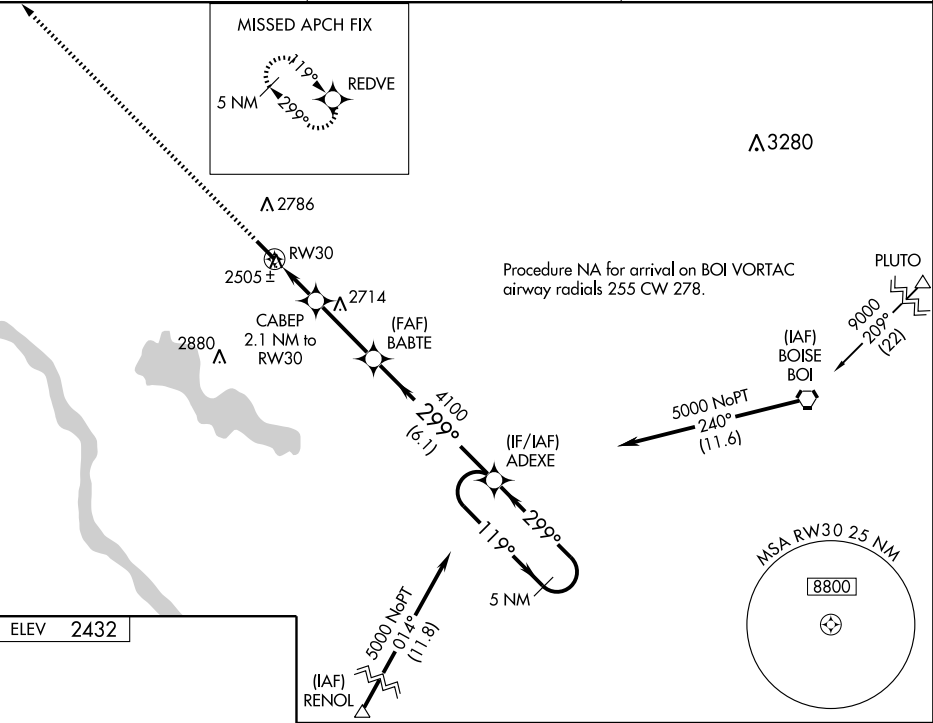 MISSED APCH FIX
119°
REDVE
5 NM
299°
3280
2786
RW30
2505 ±
Procedure NA for arrival on BOI VORTAC
airway radials 255 CW 278.
PLUTO
2714
CABEP
2.1 NM to
RW30
(FAF)
BABTE
2880
9000
209°
(22)
(IAF)
BOISE
BOI
5000 NoPT
240°
(11.6)
4100
299°
(6.1)
(IF/IAF)
ADEXE
299°
119°
5 NM
MSA RW30 25 NM
8800
ELEV 2432
5000 NoPT
014°
(11.8)
(IAF)
RENOL